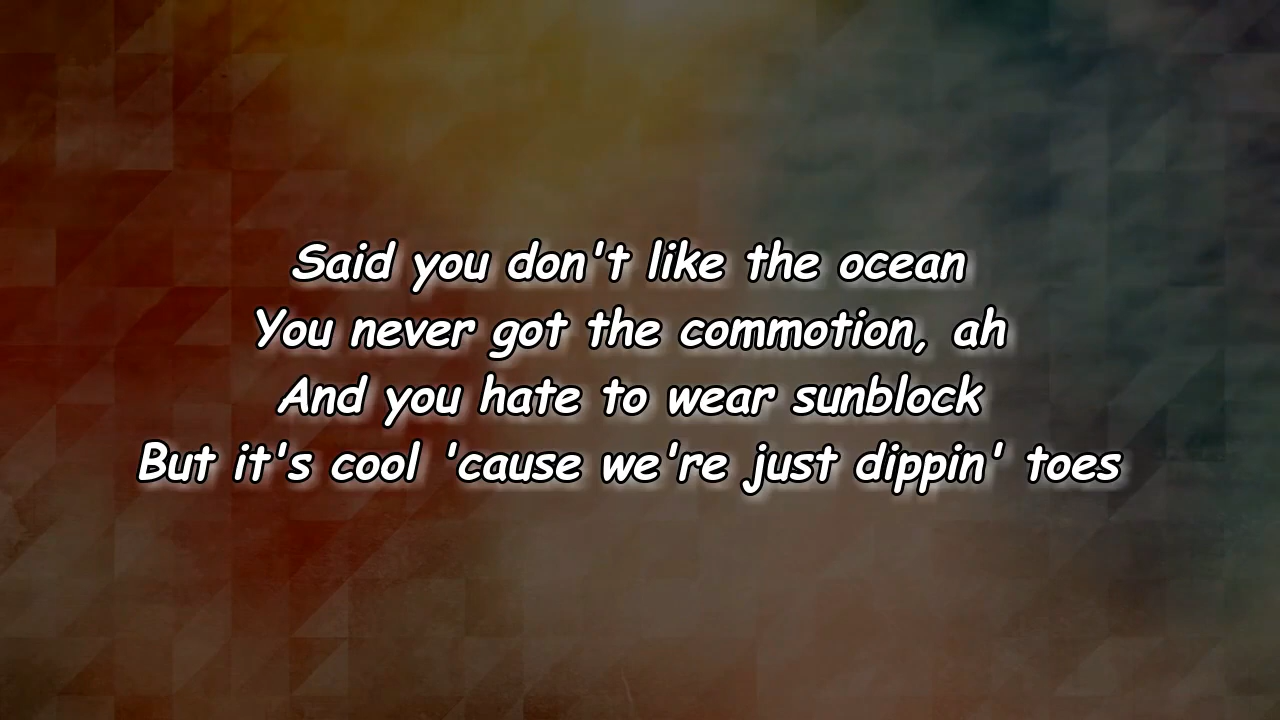 Said you don't like the ocean
You never got the commotion, ah
And you hate to wear sunblock
But it's cool 'cause we're just dippin' toes